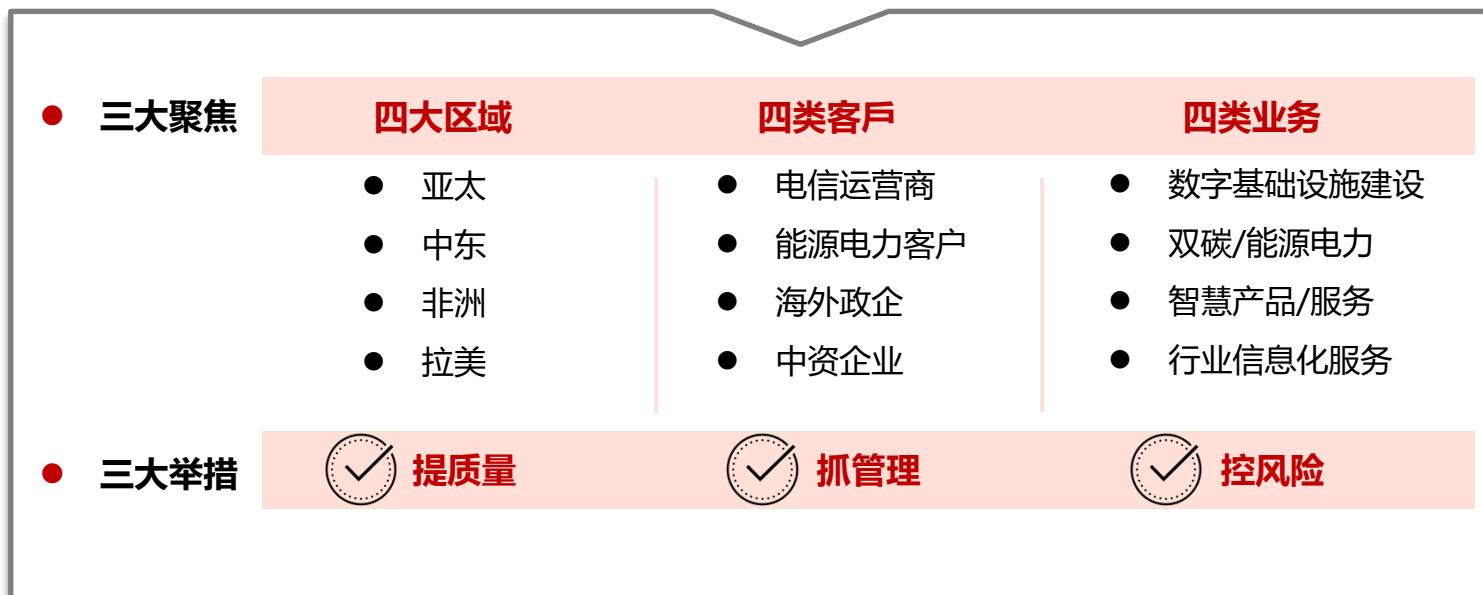 三大聚焦 四大区域 四类客戶 四类业务
亚太 电信运营商 数字基础设施建设
中东 能源电力客户 双碳/能源电力
非洲 海外政企 智慧产品/服务
拉美 中资企业 行业信息化服务
三大举措 提质量 抓管理 控风险